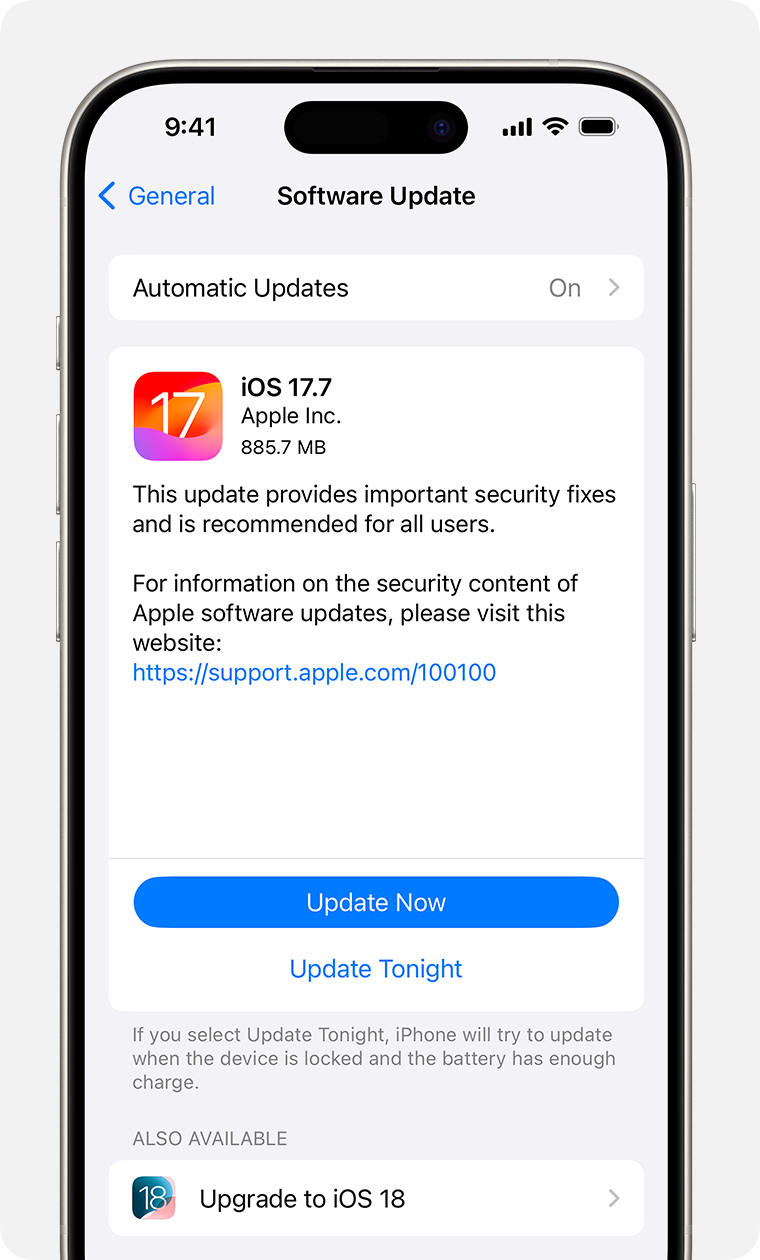 9:41
General
Software Update
Automatic Updates On
17
iOS 17.7
Apple Inc.
885.7 MB
This update provides important security fixes
and is recommended for all users.
For information on the security content of
Apple software updates, please visit this
website:
https://support.apple.com/100100
Update Now
Update Tonight
If you select Update Tonight, iPhone will try to update
when the device is locked and the battery has enough
charge.
ALSO AVAILABLE
18 Upgrade to iOS 18